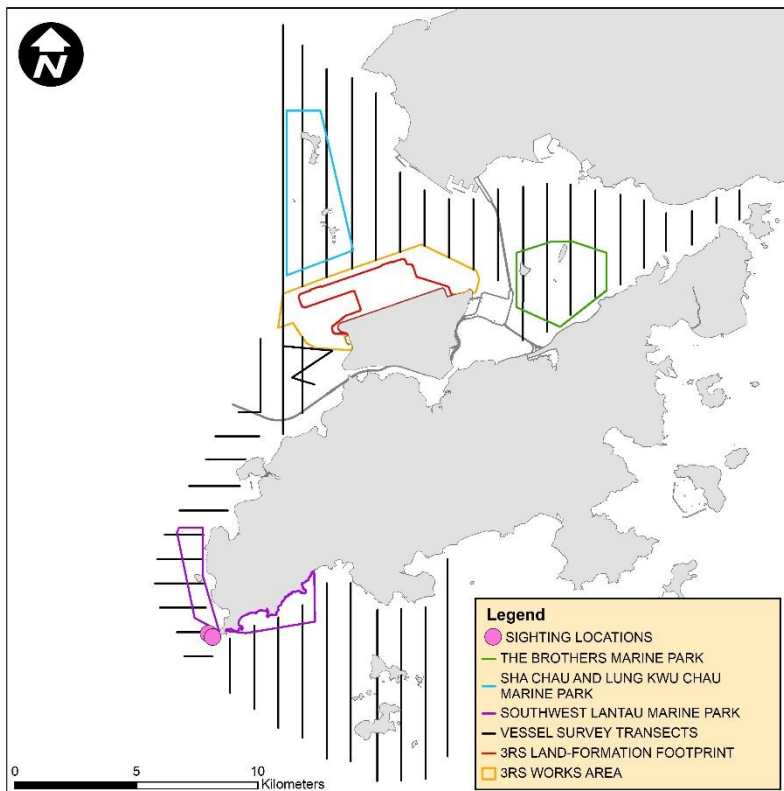 N
Legend
SIGHTING LOCATIONS
THE BROTHERS MARINE PARK
SHA CHAU AND LUNG KWU CHAU
MARINE PARK
SOUTHWEST LANTAU MARINE PARK
VESSEL SURVEY TRANSECTS
3RS LAND-FORMATION FOOTPRINT
3RS WORKS AREA
0 5 10
Kilometers